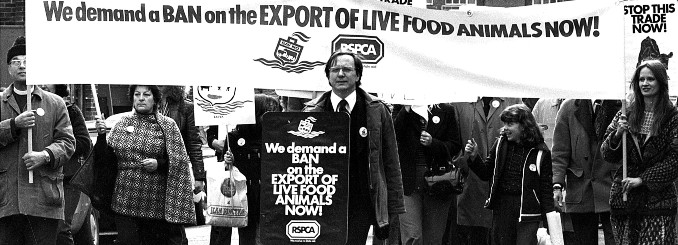 TRADE
We demand a BAN on the EXPORT OF LIVE FOOD ANIMALS NOW!
RSPCA
STOP THIS
TRADE
NOW!
We demand a
BAN
on the
EXPORT OF
LIVE FOOD
ANIMALS
NOW!
RSPCA